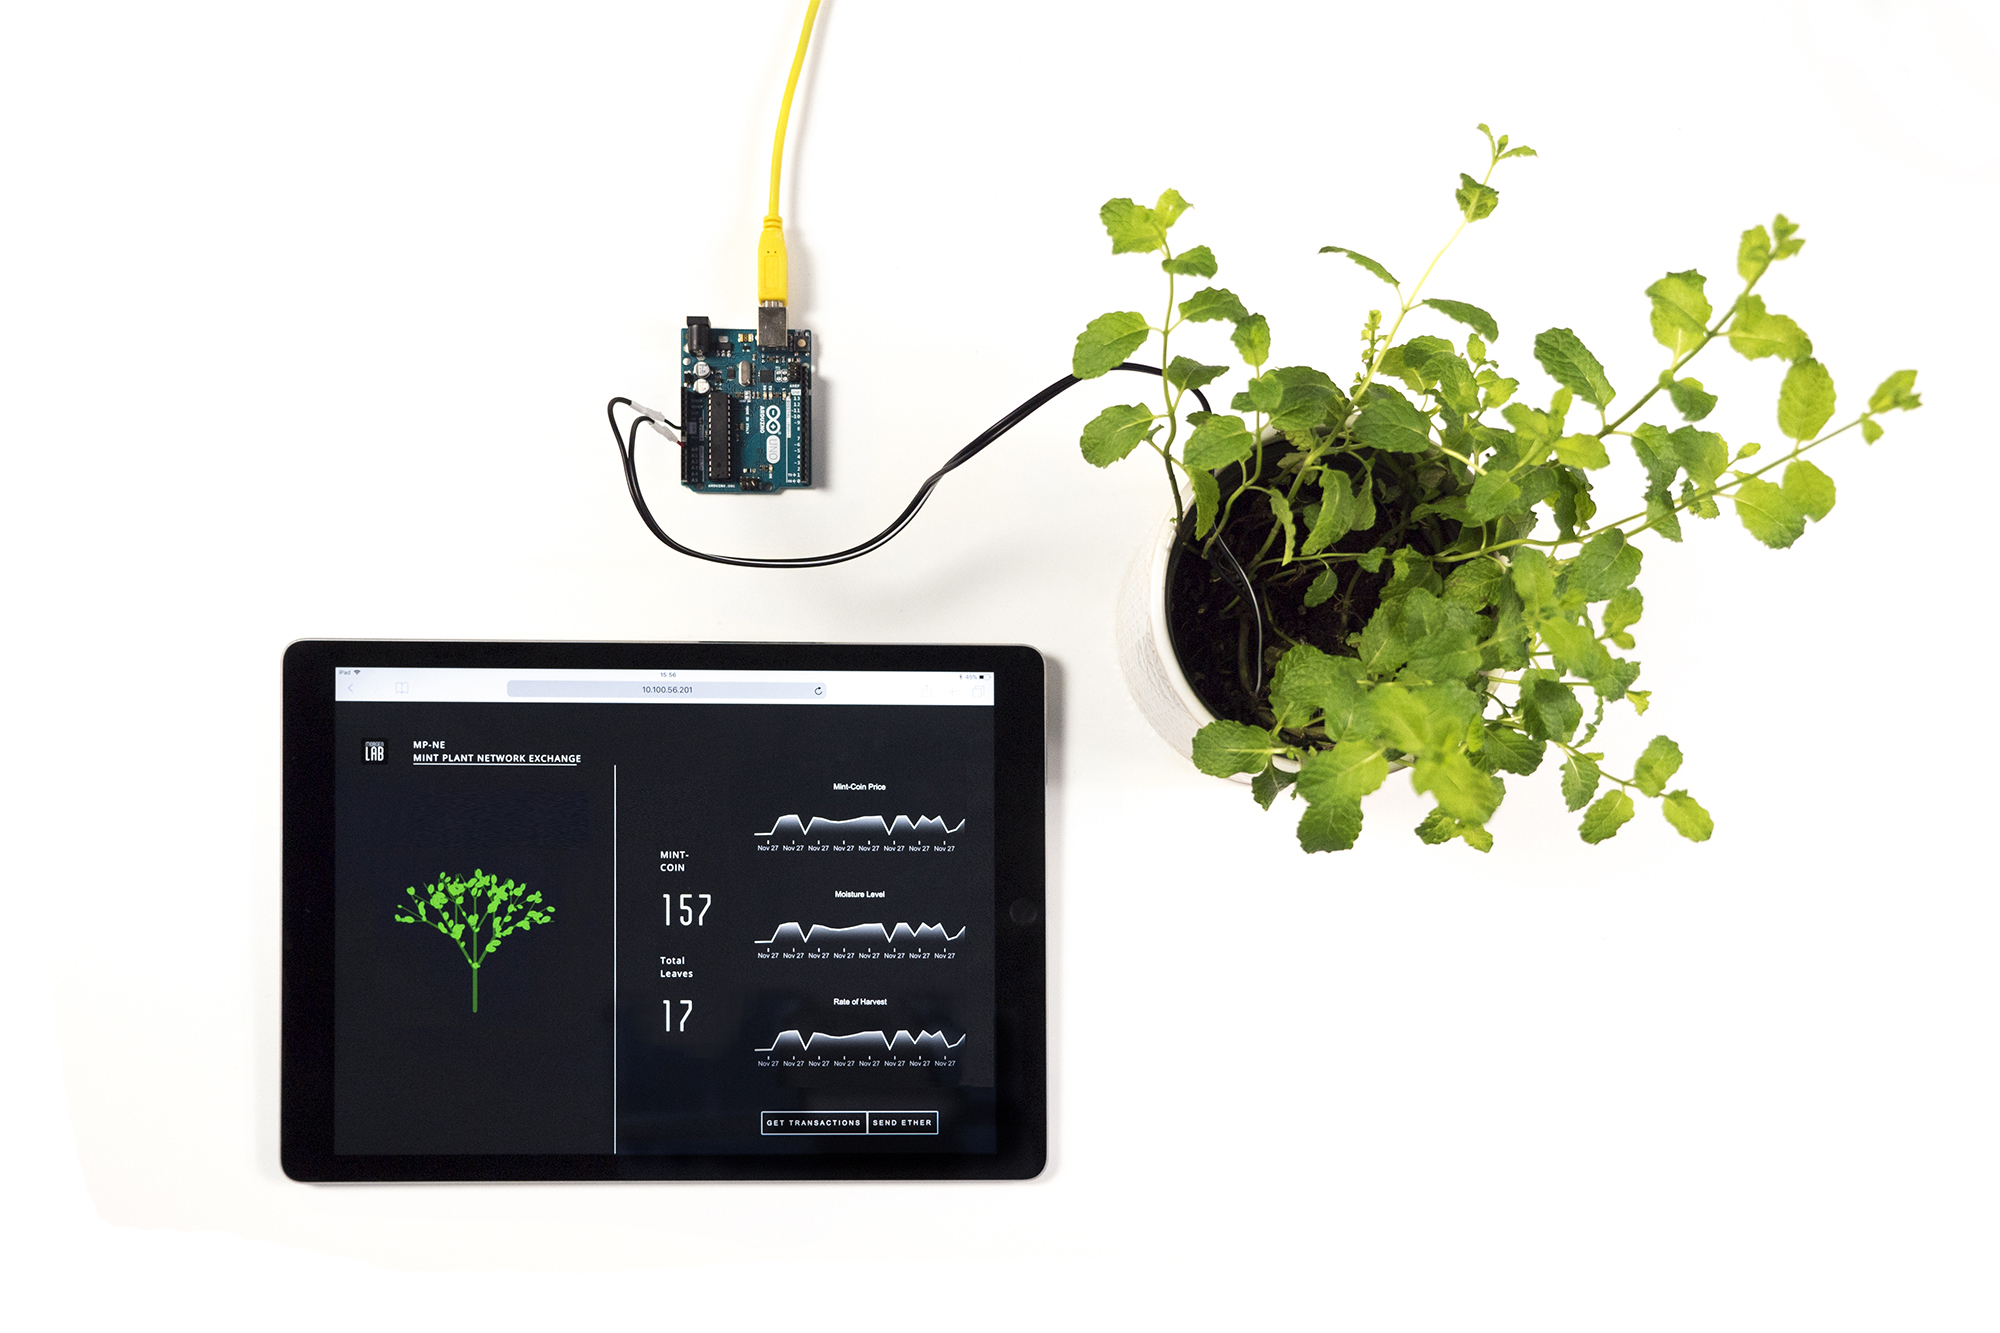 ARDUINO
UNO
iPad
15:56
45%
10.100.56.201
LAB
MP-NE
MINT PLANT NETWORK EXCHANGE
MINT-
COIN
157
Total
Leaves
17
Mint-Coin Price
Nov 27 Nov 27 Nov 27 Nov 27 Nov 27 Nov 27 Nov 27 Nov 27
Moisture Level
Nov 27 Nov 27 Nov 27 Nov 27 Nov 27 Nov 27 Nov 27 Nov 27
Rate of Harvest
Nov 27 Nov 27 Nov 27 Nov 27 Nov 27 Nov 27 Nov 27 Nov 27
GET TRANSACTIONS
SEND ETHER